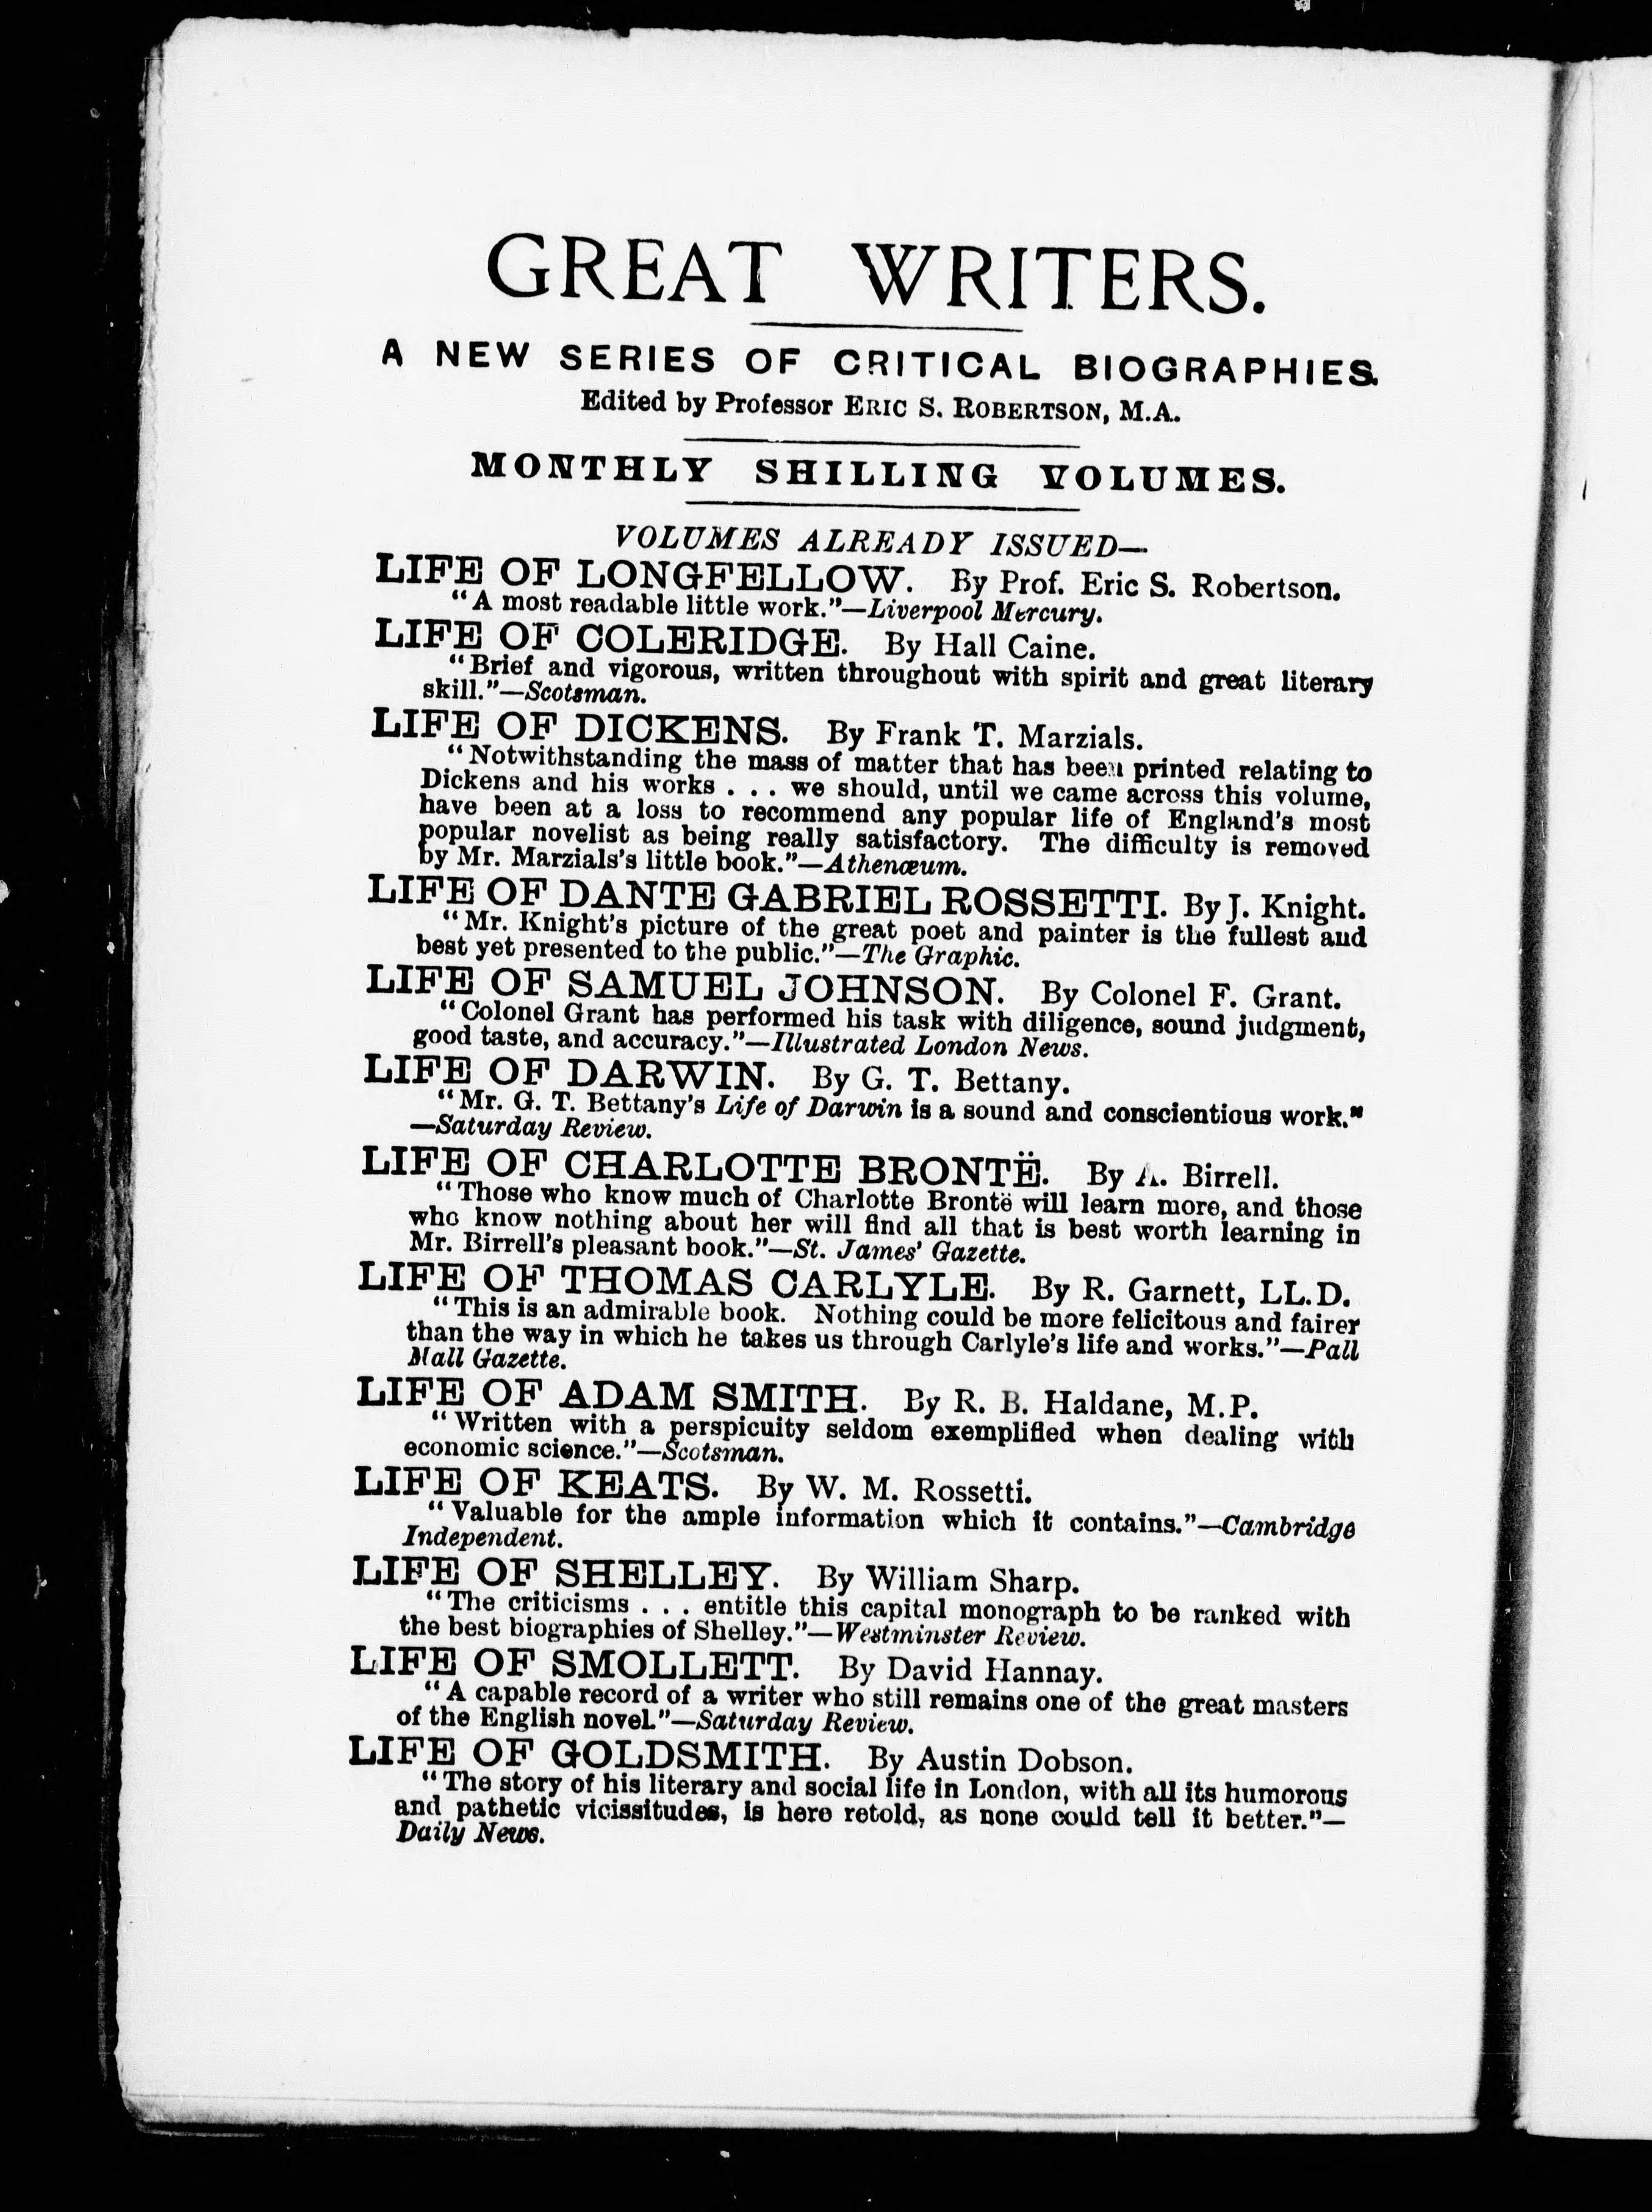 GREAT WRITERS.
A NEW SERIES OF CRITICAL BIOGRAPHIES.
Edited by Professor ERIC S. ROBERTSON, M.A.
MONTHLY SHILLING VOLUMES.
VOLUMES ALREADY ISSUED—
LIFE OF LONGFELLOW. By Prof. Eric S. Robertson.
"A most readable little work."—Liverpool Mercury.
LIFE OF COLERIDGE. By Hall Caine.
"Brief and vigorous, written throughout with spirit and great literary
skill."—Scotsman.
LIFE OF DICKENS. By Frank T. Marzials.
"Notwithstanding the mass of matter that has been printed relating to
Dickens and his works . . . we should, until we came across this volume,
have been at a loss to recommend any popular life of England's most
popular novelist as being really satisfactory. The difficulty is removed
by Mr. Marzials's little book."—Athenæum.
LIFE OF DANTE GABRIEL ROSSETTI. By J. Knight.
"Mr. Knight's picture of the great poet and painter is the fullest and
best yet presented to the public."—The Graphic.
LIFE OF SAMUEL JOHNSON. By Colonel F. Grant.
"Colonel Grant has performed his task with diligence, sound judgment,
good taste, and accuracy."—Illustrated London News.
LIFE OF DARWIN. By G. T. Bettany.
"Mr. G. T. Bettany's Life of Darwin is a sound and conscientious work."
—Saturday Review.
LIFE OF CHARLOTTE BRONTË. By A. Birrell.
"Those who know much of Charlotte Brontë will learn more, and those
who know nothing about her will find all that is best worth learning in
Mr. Birrell's pleasant book."—St. James' Gazette.
LIFE OF THOMAS CARLYLE. By R. Garnett, LL.D.
"This is an admirable book. Nothing could be more felicitous and fairer
than the way in which he takes us through Carlyle's life and works."—Pall
Mall Gazette.
LIFE OF ADAM SMITH. By R. B. Haldane, M.P.
"Written with a perspicuity seldom exemplified when dealing with
economic science."—Scotsman.
LIFE OF KEATS. By W. M. Rossetti.
"Valuable for the ample information which it contains."—Cambridge
Independent.
LIFE OF SHELLEY. By William Sharp.
"The criticisms . . . entitle this capital monograph to be ranked with
the best biographies of Shelley."—Westminster Review.
LIFE OF SMOLLETT. By David Hannay.
"A capable record of a writer who still remains one of the great masters
of the English novel."—Saturday Review.
LIFE OF GOLDSMITH. By Austin Dobson.
"The story of his literary and social life in London, with all its humorous
and pathetic vicissitudes, is here retold, as none could tell it better."—
Daily News.